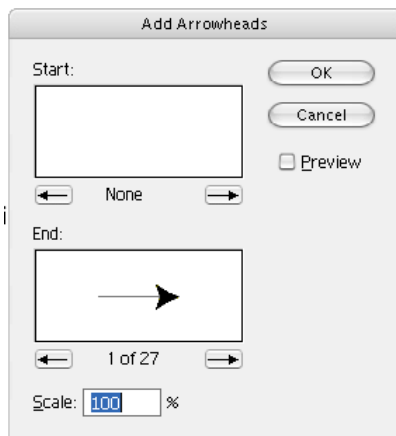 Add Arrowheads
Start:
OK
Cancel
Preview
None
i
End:
1 of 27
Scale: 100 %